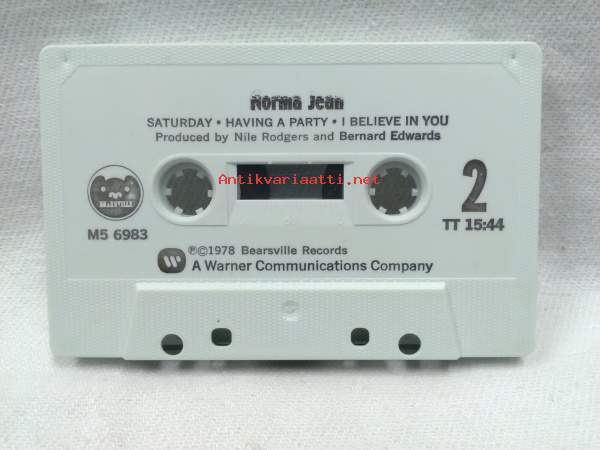 Norma Jean
SATURDAY • HAVING A PARTY • I BELIEVE IN YOU
Produced by Nile Rodgers and Bernard Edwards
Antikvariaatti.net
BEARSVILLE
2
M5 6983
TT 15:44
℗©1978 Bearsville Records
A Warner Communications Company